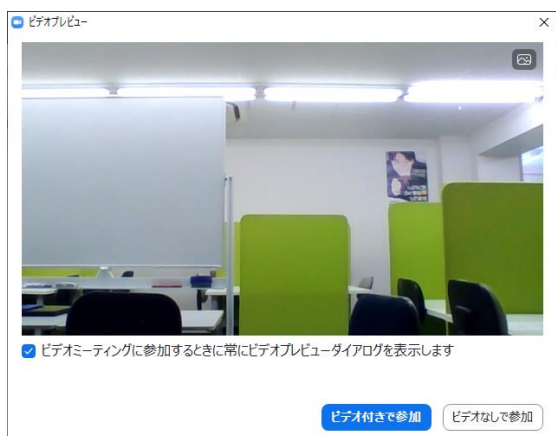 ビデオプレビュー
ビデオミーティングに参加するときに常にビデオプレビューダイアログを表示します
ビデオ付きで参加
ビデオなしで参加